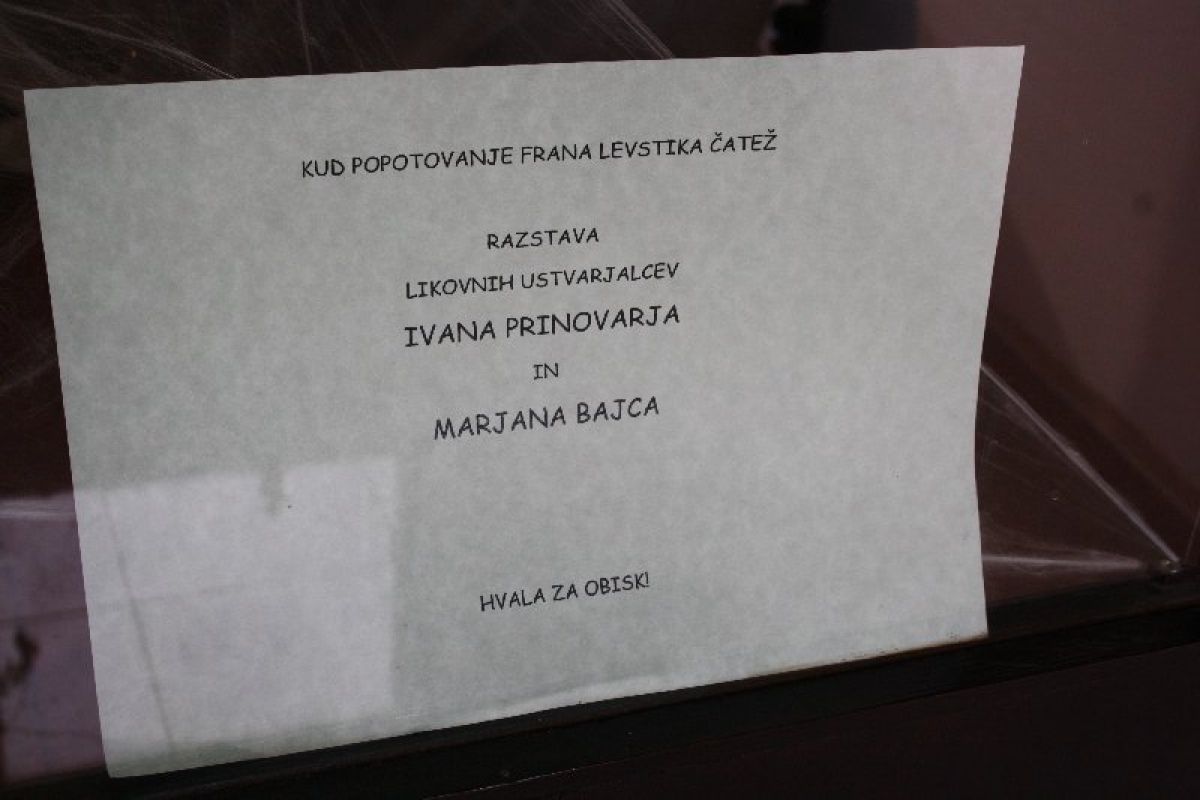 KUD POPOTOVANJE FRANA LEVSTIKA ČATEŽ
RAZSTAVA
LIKOVNIH USTVARJALCEV
IVANA PRINOVARJA
IN
MARJANA BAJCA
HVALA ZA OBISK!